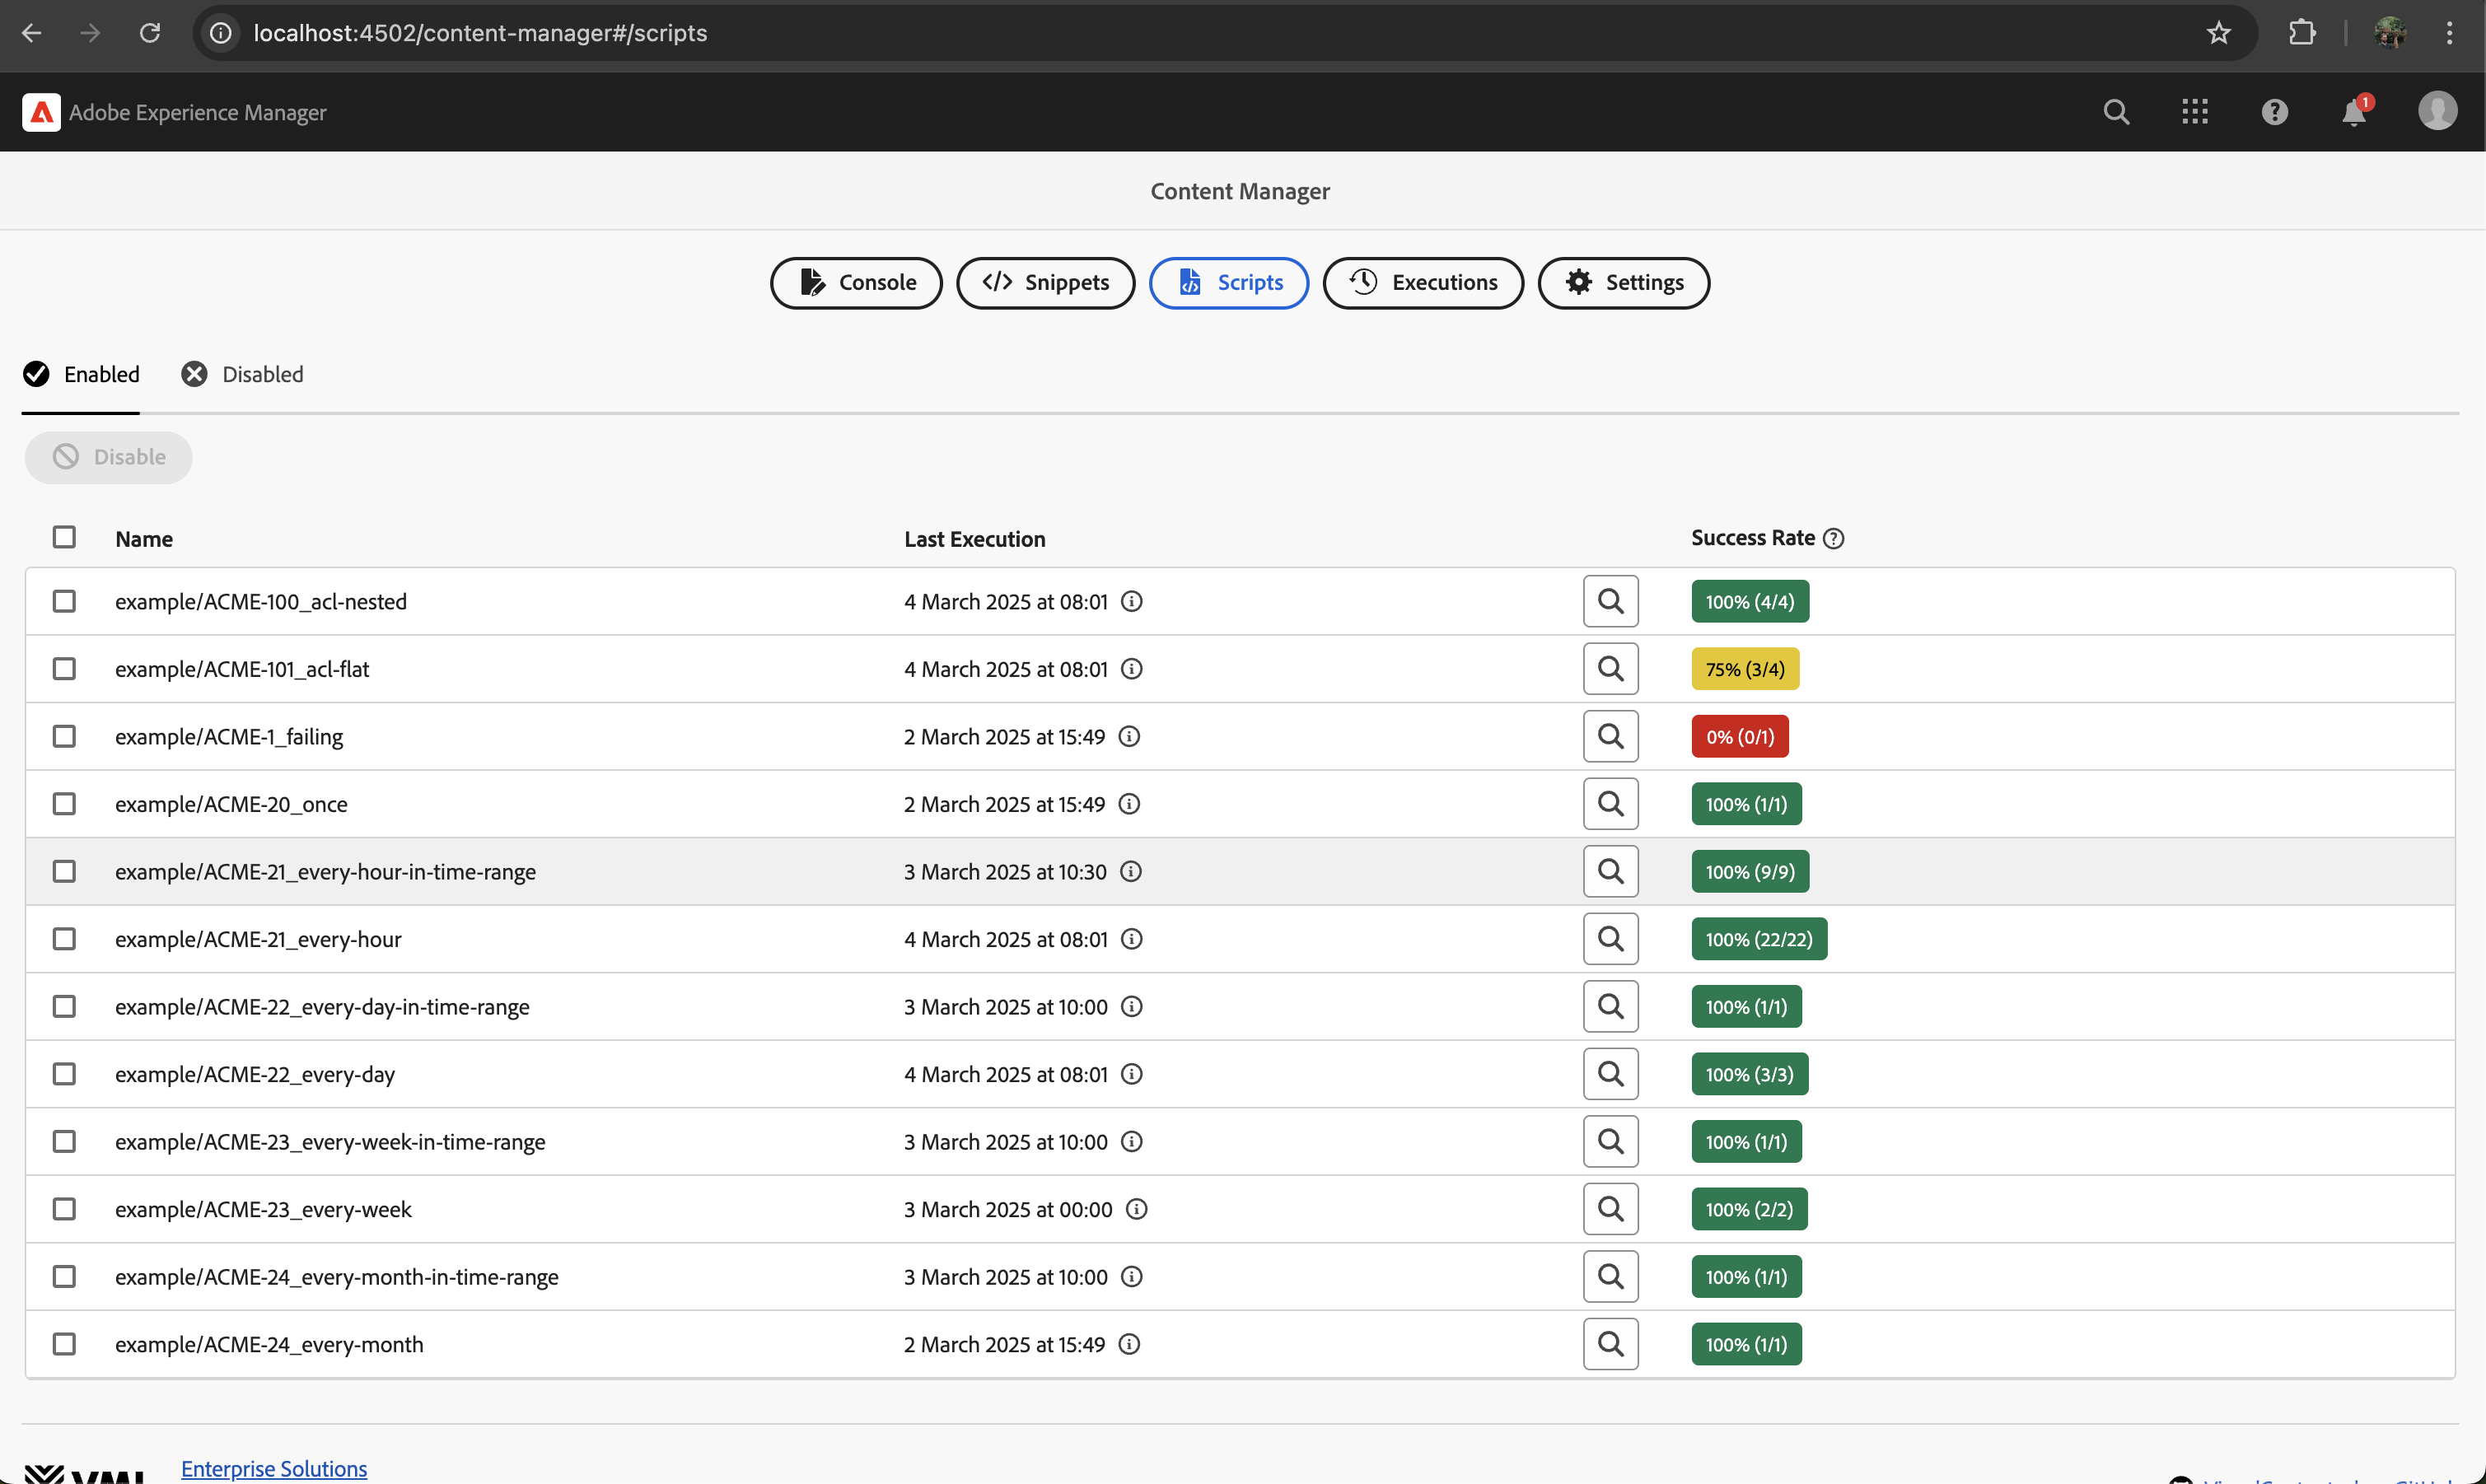 localhost:4502/content-manager#/scripts
Adobe Experience Manager
1
Content Manager
Console
Snippets
Scripts
Executions
Settings
Enabled
Disabled
Disable
Name Last Execution Success Rate
example/ACME-100_acl-nested 4 March 2025 at 08:01 100% (4/4)
example/ACME-101_acl-flat 4 March 2025 at 08:01 75% (3/4)
example/ACME-1_failing 2 March 2025 at 15:49 0% (0/1)
example/ACME-20_once 2 March 2025 at 15:49 100% (1/1)
example/ACME-21_every-hour-in-time-range 3 March 2025 at 10:30 100% (9/9)
example/ACME-21_every-hour 4 March 2025 at 08:01 100% (22/22)
example/ACME-22_every-day-in-time-range 3 March 2025 at 10:00 100% (1/1)
example/ACME-22_every-day 4 March 2025 at 08:01 100% (3/3)
example/ACME-23_every-week-in-time-range 3 March 2025 at 10:00 100% (1/1)
example/ACME-23_every-week 3 March 2025 at 00:00 100% (2/2)
example/ACME-24_every-month-in-time-range 3 March 2025 at 10:00 100% (1/1)
example/ACME-24_every-month 2 March 2025 at 15:49 100% (1/1)
Enterprise Solutions